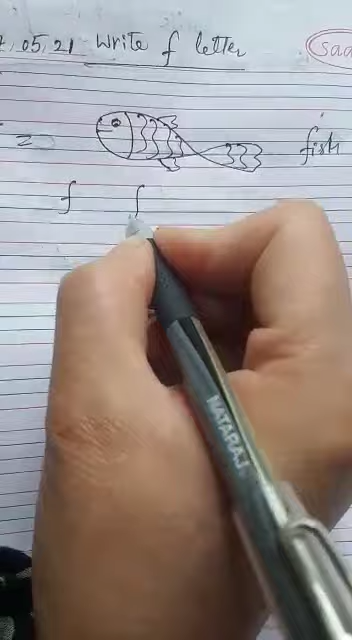 05, 21 Write f letter
= fish
f f
NATARAJ